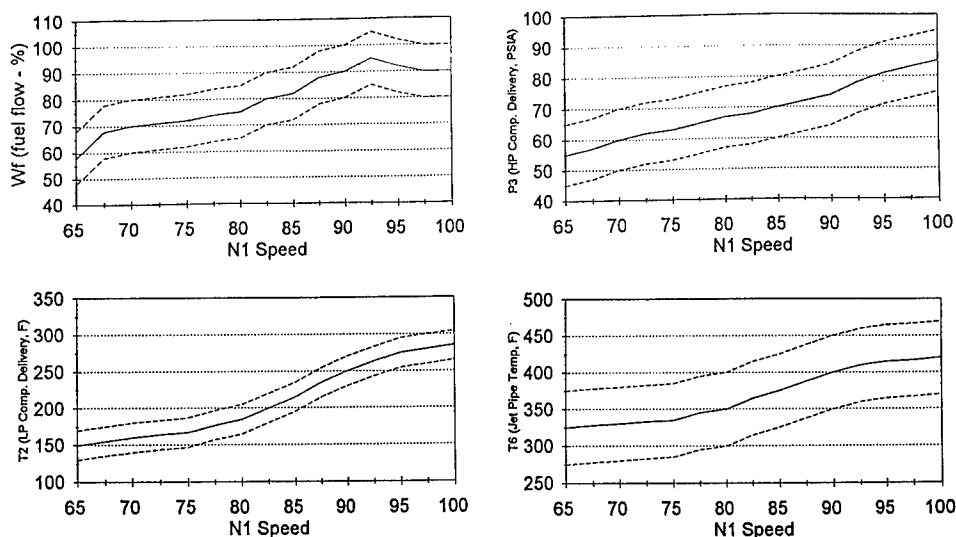 Wf (fuel flow - %)
110
100
90
80
70
60
50
40
65 70 75 80 85 90 95 100
N1 Speed
P3 (HP Comp. Delivery, PSIA)
100
90
80
70
60
50
40
65 70 75 80 85 90 95 100
N1 Speed
T2 (LP Comp. Delivery, F)
350
300
250
200
150
100
65 70 75 80 85 90 95 100
N1 Speed
T6 (Jet Pipe Temp, F)
500
450
400
350
300
250
65 70 75 80 85 90 95 100
N1 Speed